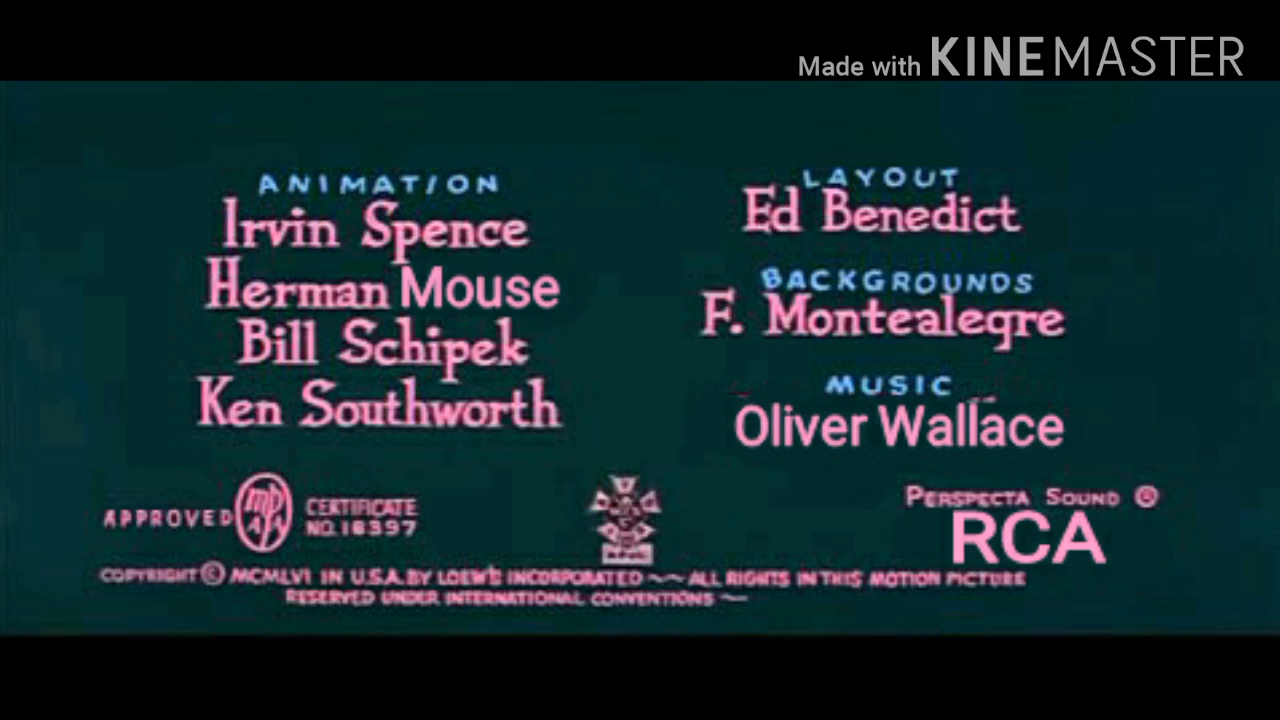 Made with KINEMASTER
ANIMATION
Irvin Spence
Herman Mouse
Bill Schipek
Ken Southworth
LAYOUT
Ed Benedict
BACKGROUNDS
F. Montealegre
MUSIC
Oliver Wallace
APPROVED MPAA CERTIFICATE NO. 18397
PERSPECTA SOUND ®
RCA
COPYRIGHT © MCMLVI IN U.S.A. BY LOEW'S INCORPORATED ~~ ALL RIGHTS IN THIS MOTION PICTURE
RESERVED UNDER INTERNATIONAL CONVENTIONS ~